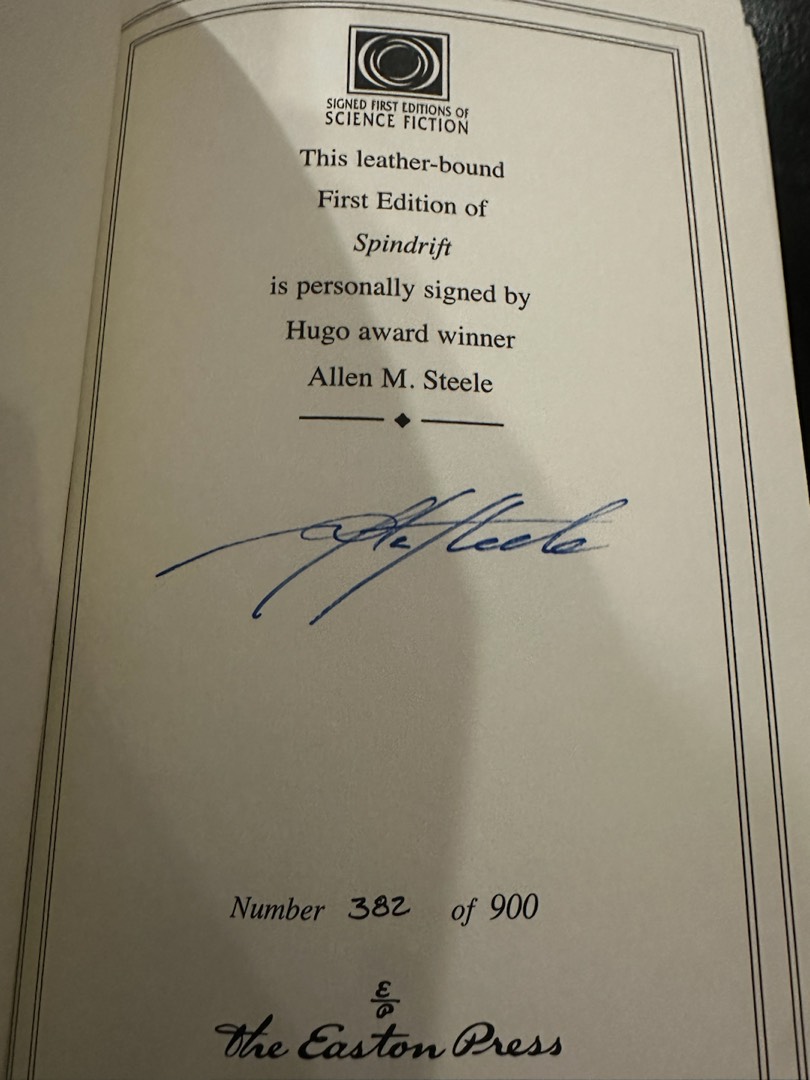 SIGNED FIRST EDITIONS OF
SCIENCE FICTION
This leather-bound
First Edition of
Spindrift
is personally signed by
Hugo award winner
Allen M. Steele
Number 382 of 900
E
P
The Easton Press